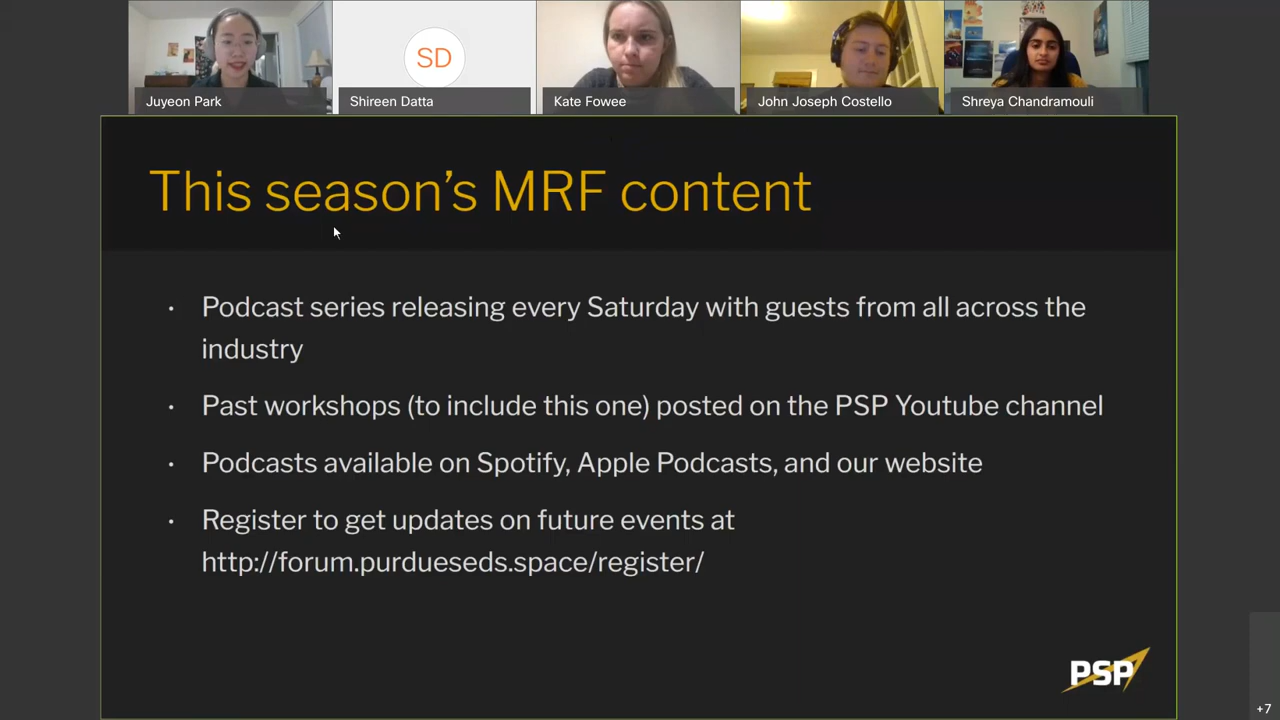 SD
Juyeon Park
Shireen Datta
Kate Fowee
John Joseph Costello
Shreya Chandramouli
This season’s MRF content
• Podcast series releasing every Saturday with guests from all across the
industry
• Past workshops (to include this one) posted on the PSP Youtube channel
• Podcasts available on Spotify, Apple Podcasts, and our website
• Register to get updates on future events at
http://forum.purdueseds.space/register/
PSP
+7